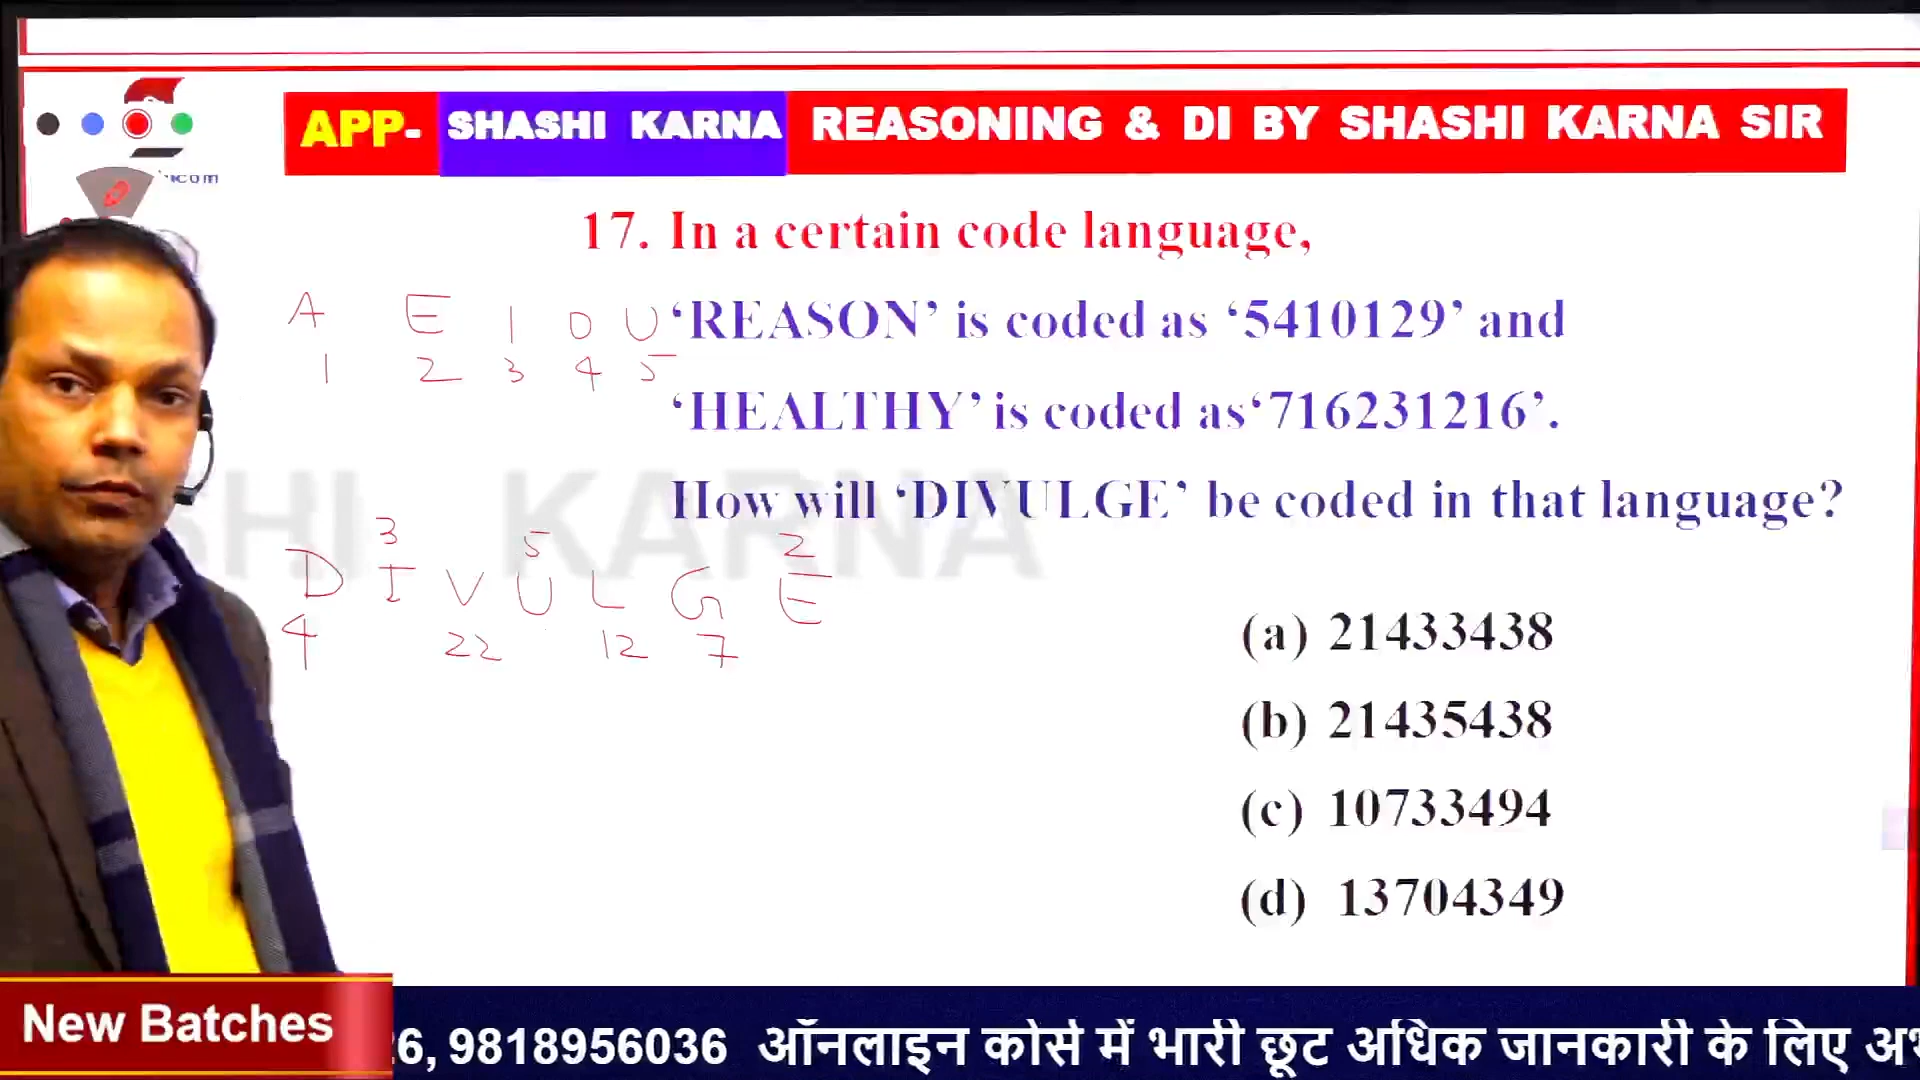 APP- SHASHI KARNA REASONING & DI BY SHASHI KARNA SIR
17. In a certain code language,
A E I O U
1 2 3 4 5
‘REASON’ is coded as ‘5410129’ and
‘HEALTHY’ is coded as‘716231216’.
How will ‘DIVULGE’ be coded in that language?
KARNA
3 5 2
D I V U L G E
4 22 12 7
(a) 21433438
(b) 21435438
(c) 10733494
(d) 13704349
New Batches
26, 9818956036 ऑनलाइन कोर्स में भारी छूट अधिक जानकारी के लिए